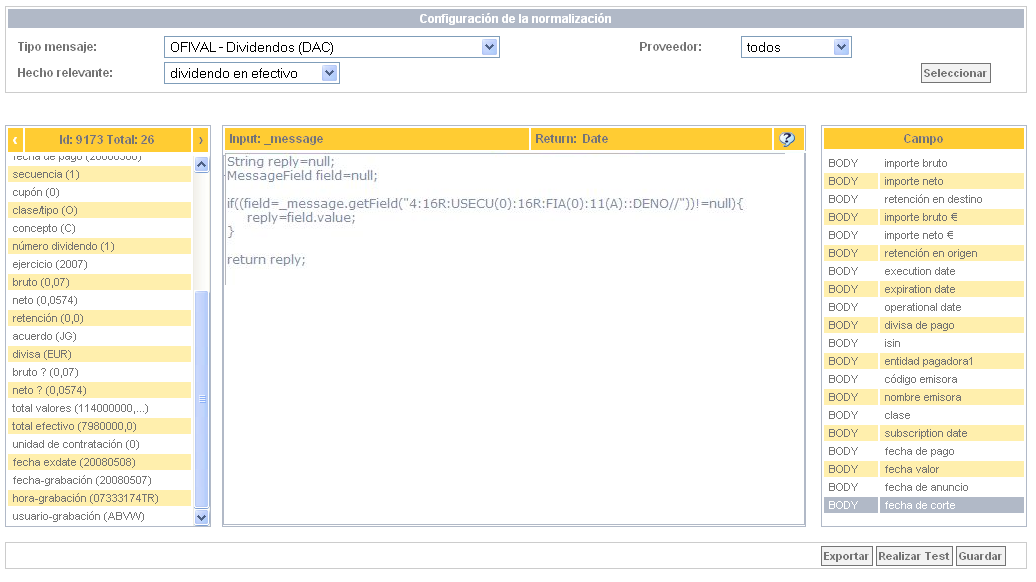 Configuración de la normalización
Tipo mensaje: OFIVAL - Dividendos (DAC) Proveedor: todos
Hecho relevante: dividendo en efectivo Seleccionar
‹ Id: 9173 Total: 26 ›
fecha de pago (20080508)
secuencia (1)
cupón (0)
clase/tipo (O)
concepto (C)
número dividendo (1)
ejercicio (2007)
bruto (0,07)
neto (0,0574)
retención (0,0)
acuerdo (JG)
divisa (EUR)
bruto ? (0,07)
neto ? (0,0574)
total valores (114000000,...)
total efectivo (7980000,0)
unidad de contratación (0)
fecha exdate (20080508)
fecha-grabación (20080507)
hora-grabación (07333174TR)
usuario-grabación (ABVW)
Input: _message Return: Date ?
String reply=null;
MessageField field=null;
if((field=_message.getField("4:16R:USECU(0):16R:FIA(0):11(A)::DENO//"))!=null){
reply=field.value;
}
return reply;
Campo
BODY importe bruto
BODY importe neto
BODY retención en destino
BODY importe bruto €
BODY importe neto €
BODY retención en origen
BODY execution date
BODY expiration date
BODY operational date
BODY divisa de pago
BODY isin
BODY entidad pagadora1
BODY código emisora
BODY nombre emisora
BODY clase
BODY subscription date
BODY fecha de pago
BODY fecha valor
BODY fecha de anuncio
BODY fecha de corte
Exportar Realizar Test Guardar